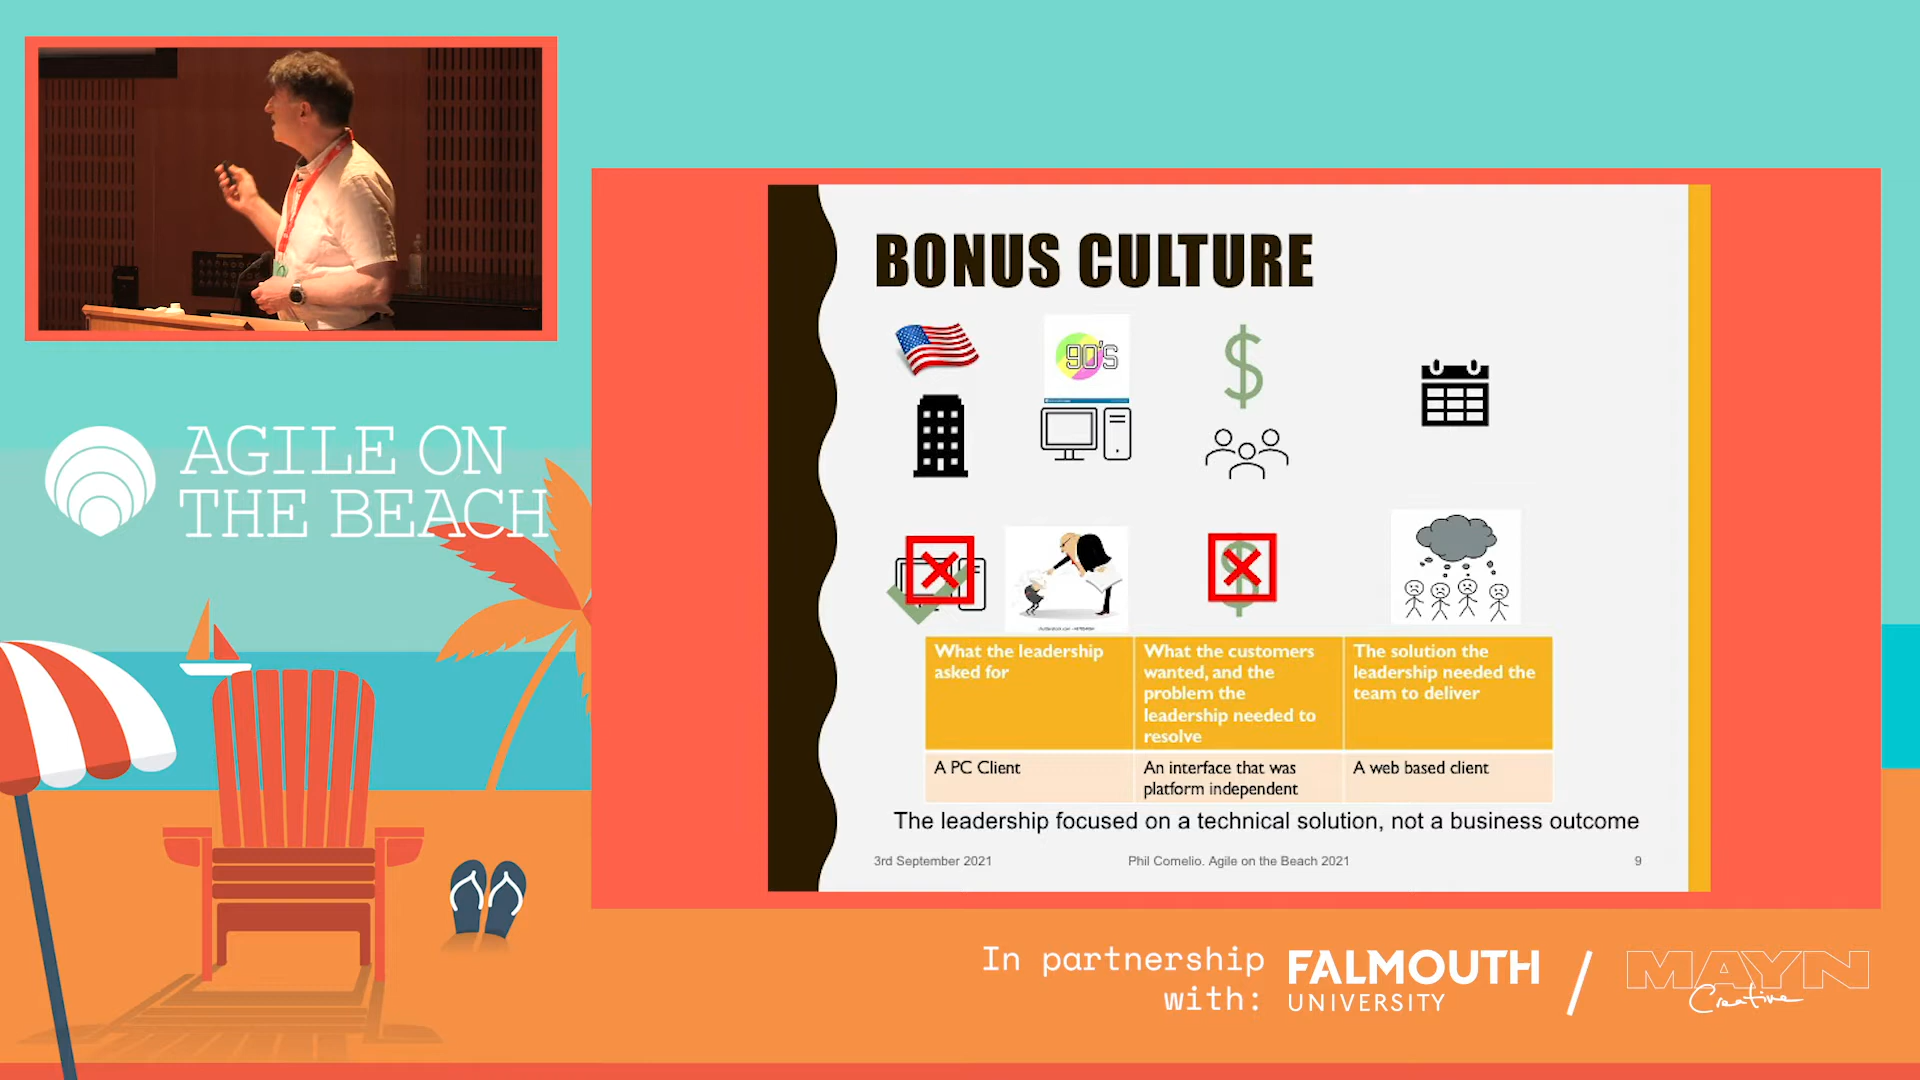 AGILE ON
THE BEACH
BONUS CULTURE
90'S
What the leadership
asked for
What the customers
wanted, and the
problem the
leadership needed to
resolve
The solution the
leadership needed the
team to deliver
A PC Client
An interface that was
platform independent
A web based client
The leadership focused on a technical solution, not a business outcome
3rd September 2021
Phil Comelio. Agile on the Beach 2021
9
In partnership
with:
FALMOUTH
UNIVERSITY
/
MAYN
Creative